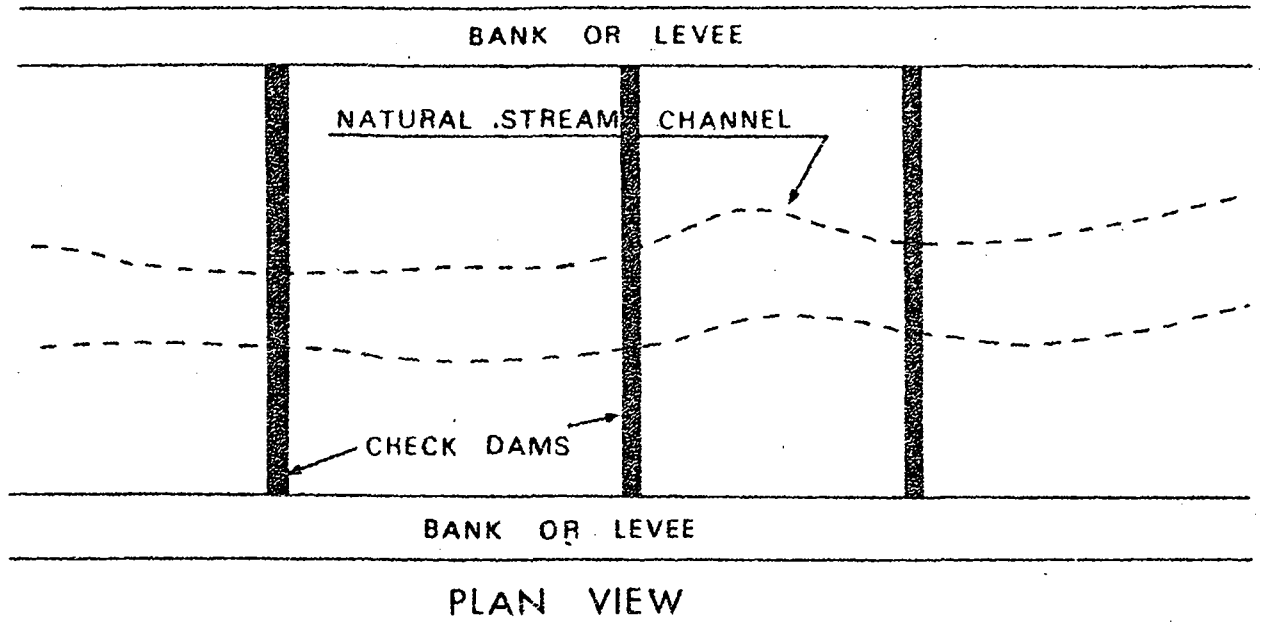 BANK OR LEVEE
NATURAL STREAM CHANNEL
CHECK DAMS
BANK OR LEVEE
PLAN VIEW